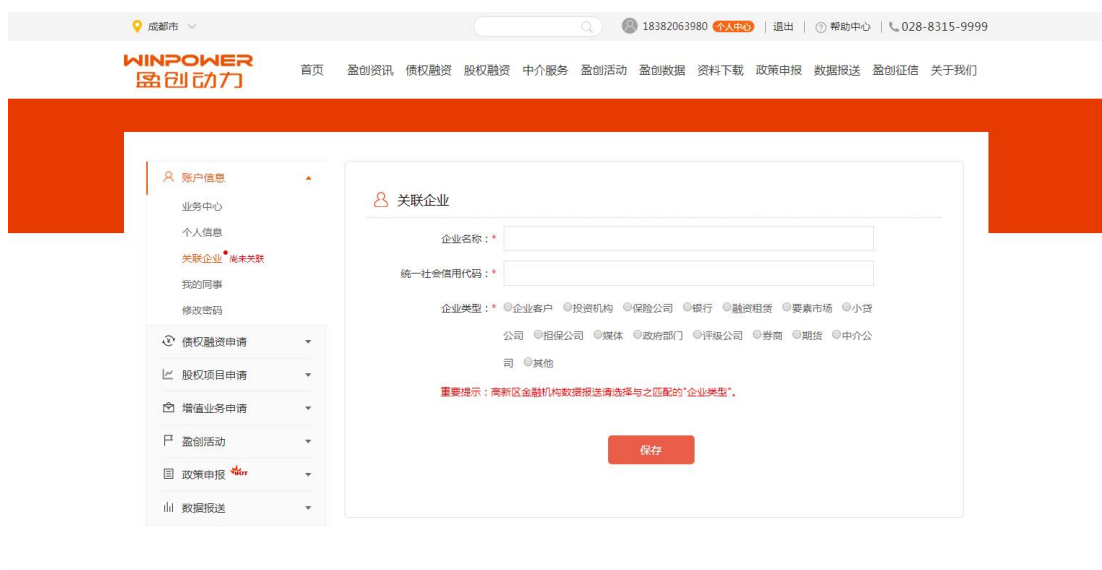 成都市
18382063980 个人中心 | 退出 | 帮助中心 | 028-8315-9999
WINPOWER
盈创动力
首页 盈创资讯 债权融资 股权融资 中介服务 盈创活动 盈创数据 资料下载 政策申报 数据报送 盈创征信 关于我们
账户信息
业务中心
个人信息
关联企业 尚未关联
我的同事
修改密码
债权融资申请
股权项目申请
增值业务申请
盈创活动
政策申报 HOT
数据报送
关联企业
企业名称：*
统一社会信用代码：*
企业类型：* 企业客户 投资机构 保险公司 银行 融资租赁 要素市场 小贷
公司 担保公司 媒体 政府部门 评级公司 券商 期货 中介公
司 其他
重要提示：高新区金融机构数据报送请选择与之匹配的"企业类型"。
保存